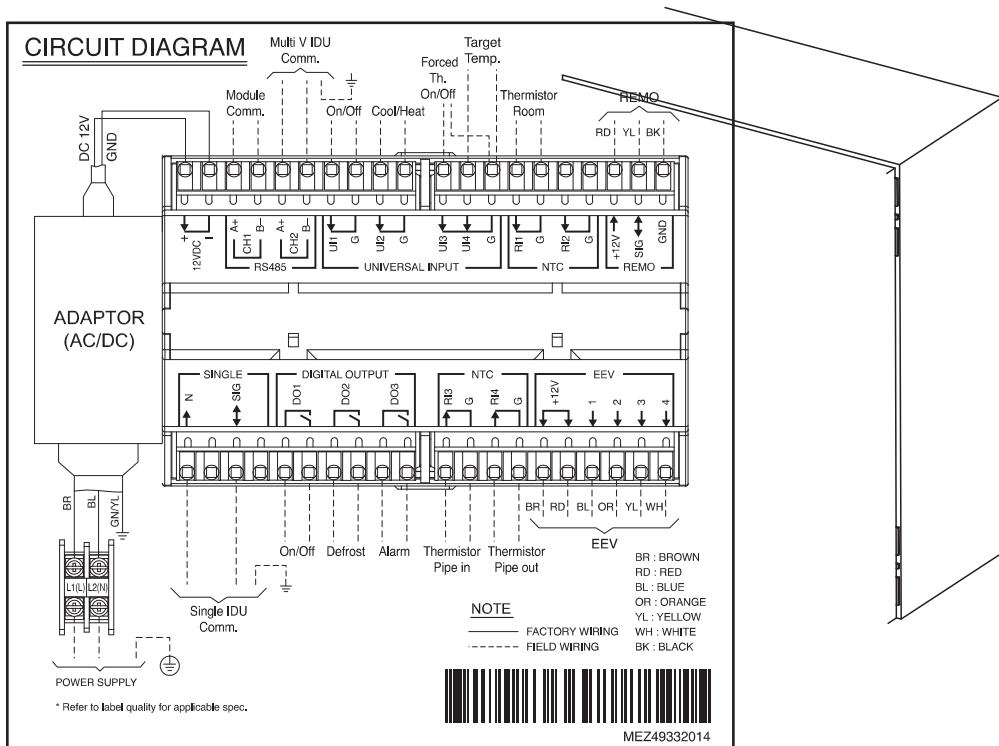 CIRCUIT DIAGRAM
Multi V IDU
Comm.
Target
Temp.
Forced
Th.
On/Off
Module
Comm.
On/Off
Cool/Heat
Thermistor
Room
REMO
RD YL BK
DC 12V
GND
+ −
12VDC
A+ B−
CH1
A+ B−
CH2
RS485
UI1 G UI2 G UI3 UI4 G
UNIVERSAL INPUT
RI1 G RI2 G
NTC
+12V SIG GND
REMO
ADAPTOR
(AC/DC)
SINGLE
N SIG
DIGITAL OUTPUT
DO1 DO2 DO3
NTC
RI3 G RI4 G
EEV
+12V 1 2 3 4
BR BL GN/YL
BR RD BL OR YL WH
EEV
On/Off
Defrost
Alarm
Thermistor
Pipe in
Thermistor
Pipe out
L1(L) L2(N)
Single IDU
Comm.
POWER SUPPLY
* Refer to label quality for applicable spec.
NOTE
FACTORY WIRING
FIELD WIRING
BR : BROWN
RD : RED
BL : BLUE
OR : ORANGE
YL : YELLOW
WH : WHITE
BK : BLACK
MEZ49332014